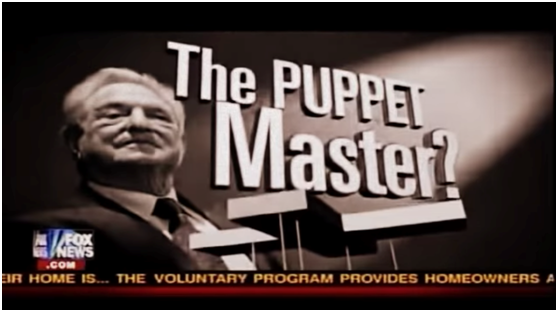 The PUPPET
Master?
FOX
NEWS
.COM
EIR HOME IS... THE VOLUNTARY PROGRAM PROVIDES HOMEOWNERS A